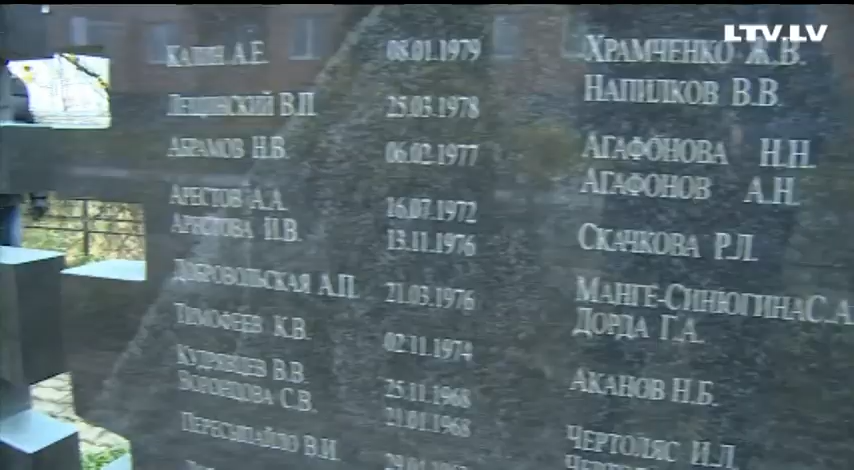 LTV.LV
КАЛИН А.Е. 08.01.1979 ХРАМЧЕНКО Ж.В.
ЛЕЩИНСКИЙ В.П. 25.03.1978 НАПИЛКОВ В.В.
АБРАМОВ Н.В. 06.02.1977 АГАФОНОВА Н.Н.
АРЕСТОВ А.А. 16.07.1972 АГАФОНОВ А.Н.
АРЕСТОВА И.В. 13.11.1976 СКАЧКОВА Р.Л.
ДОБРОВОЛЬСКАЯ А.П. 21.03.1976 МАНГЕ-СИНЮГИНА С.А.
ТИМОФЕЕВ К.В. 02.11.1974 ДОРДА Г.А.
КУДРЯВЦЕВ В.В. 25.11.1968 АКАНОВ Н.Б.
ВОРОНЦОВА С.В. 21.01.1968
ПЕРЕСЫПАЙЛО В.И. ЧЕРТОЛЯС И.Л.